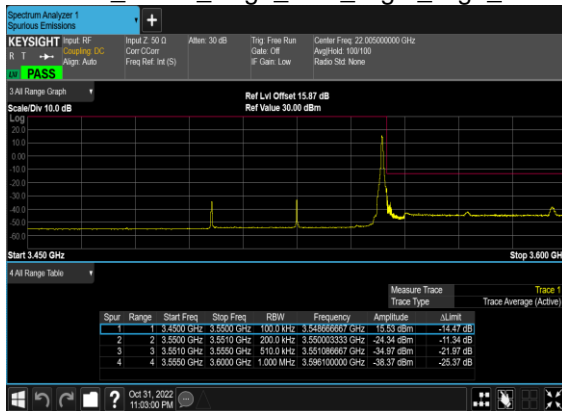 Spectrum Analyzer 1
Spurious Emissions
KEYSIGHT Input: RF Input Z: 50 Ω Atten: 30 dB Trig: Free Run Center Freq: 22.005000000 GHz
R T Coupling: DC Corr CCorr Gate: Off Avg|Hold: 100/100
Align: Auto Freq Ref: Int (S) IF Gain: Low Radio Std: None
PASS
3 All Range Graph Ref Lvl Offset 15.87 dB
Scale/Div 10.0 dB Ref Value 30.00 dBm
Log
20.0
10.0
0.00
-10.0
-20.0
-30.0
-40.0
-50.0
-60.0
Start 3.450 GHz Stop 3.600 GH
4 All Range Table
Measure Trace Trace 1
Trace Type Trace Average (Active)
Spur Range Start Freq Stop Freq RBW Frequency Amplitude ΔLimit
1 1 3.4500 GHz 3.5500 GHz 100.0 kHz 3.548666667 GHz 15.53 dBm -14.47 dB
2 2 3.5500 GHz 3.5510 GHz 200.0 kHz 3.550003333 GHz -24.34 dBm -11.34 dB
3 3 3.5510 GHz 3.5550 GHz 510.0 kHz 3.551086667 GHz -34.97 dBm -21.97 dB
4 4 3.5550 GHz 3.6000 GHz 1.000 MHz 3.596100000 GHz -38.37 dBm -25.37 dB
? Oct 31, 2022
11:03:00 PM